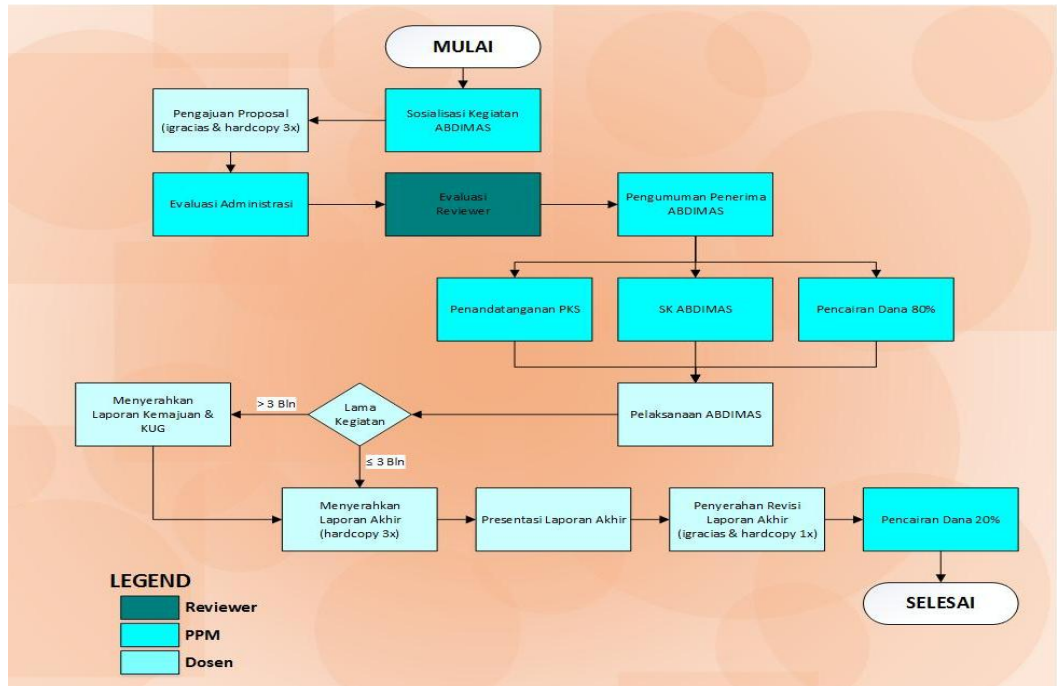 MULAI
Sosialisasi Kegiatan
ABDIMAS
Pengajuan Proposal
(igracias & hardcopy 3x)
Evaluasi Administrasi
Evaluasi
Reviewer
Pengumuman Penerima
ABDIMAS
Penandatanganan PKS
SK ABDIMAS
Pencairan Dana 80%
Pelaksanaan ABDIMAS
Lama
Kegiatan
> 3 Bln
Menyerahkan
Laporan Kemajuan &
KUG
≤ 3 Bln
Menyerahkan
Laporan Akhir
(hardcopy 3x)
Presentasi Laporan Akhir
Penyerahan Revisi
Laporan Akhir
(igracias & hardcopy 1x)
Pencairan Dana 20%
SELESAI
LEGEND
Reviewer
PPM
Dosen